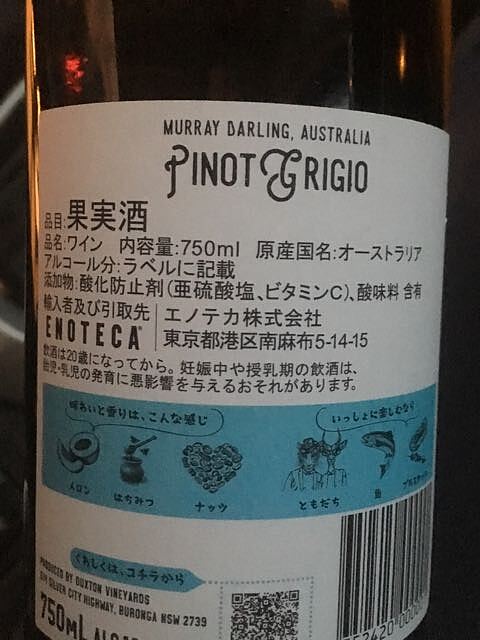 MURRAY DARLING, AUSTRALIA
PINOT GRIGIO
品目:果実酒
品名:ワイン 内容量:750ml 原産国名:オーストラリア
アルコール分:ラベルに記載
添加物:酸化防止剤(亜硫酸塩、ビタミンC)、酸味料 含有
輸入者及び引取先 エノテカ株式会社
ENOTECA 東京都港区南麻布5-14-15
飲酒は20歳になってから。妊娠中や授乳期の飲酒は、
胎児・乳児の発育に悪影響を与えるおそれがあります。
味わいと香りは、こんな感じ いっしょに楽しむなら
メロン はちみつ ナッツ ともだち 魚
くわしくは、コチラから
PRODUCED BY DUXTON VINEYARDS
SILVER CITY HIGHWAY, BURONGA NSW 2739
750mL